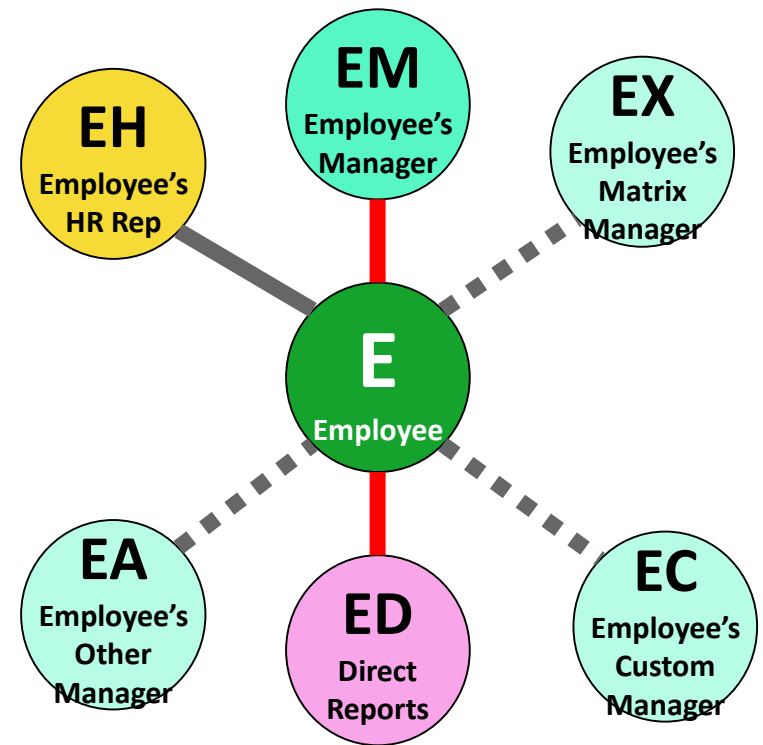 EM
Employee’s
Manager
EH
Employee’s
HR Rep
EX
Employee’s
Matrix
Manager
E
Employee
EA
Employee’s
Other
Manager
ED
Direct
Reports
EC
Employee’s
Custom
Manager